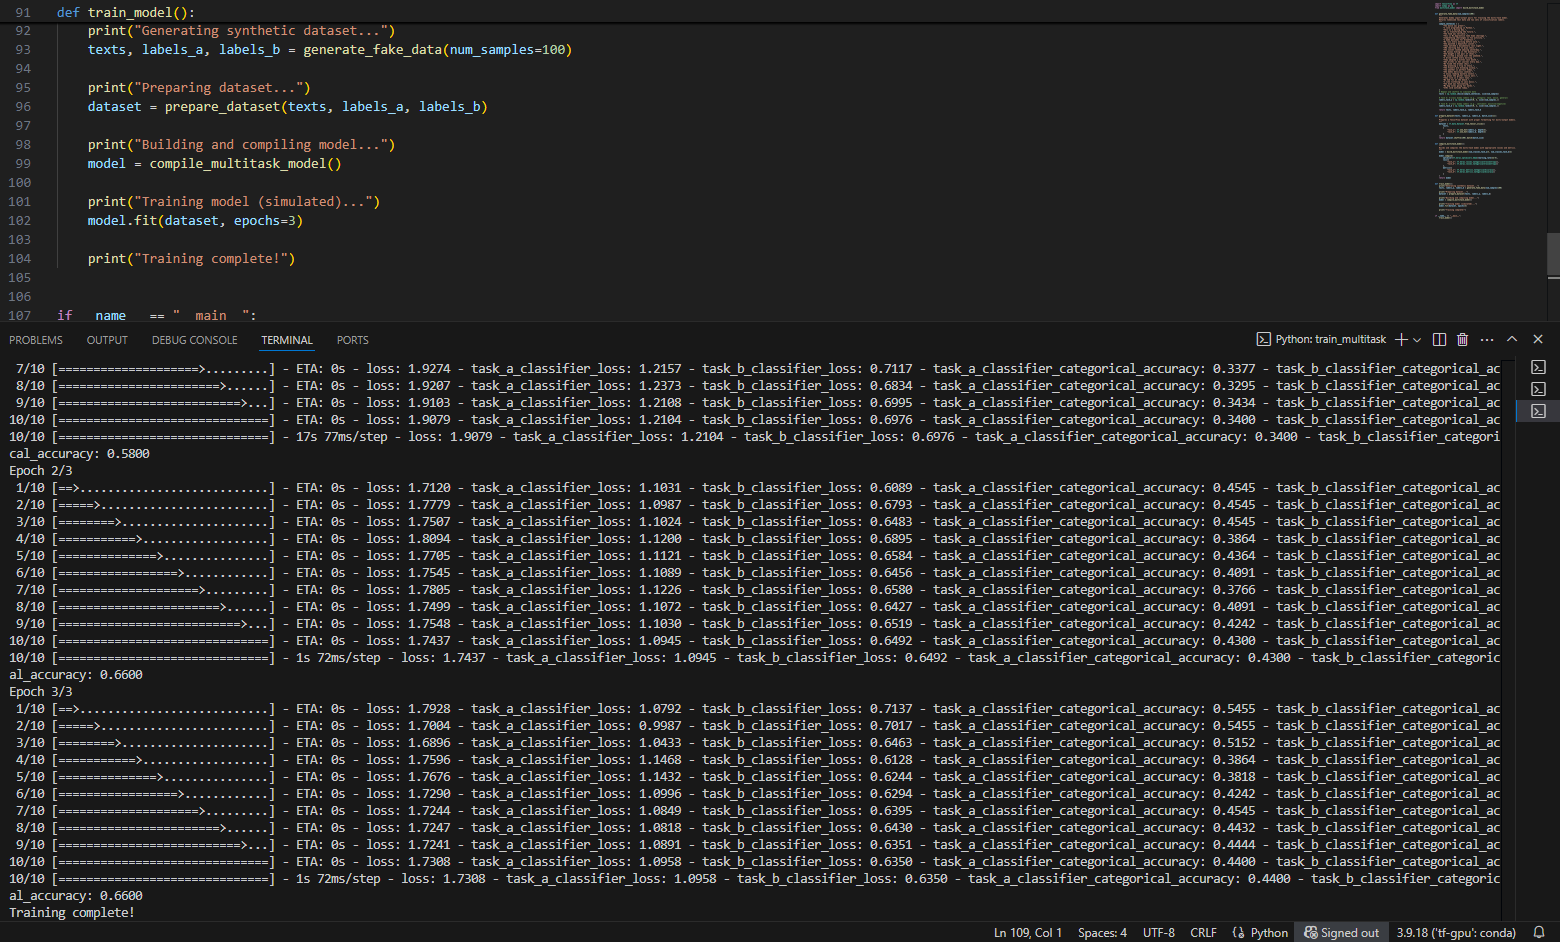 91 def train_model():
92 print("Generating synthetic dataset...")
93 texts, labels_a, labels_b = generate_fake_data(num_samples=100)
94
95 print("Preparing dataset...")
96 dataset = prepare_dataset(texts, labels_a, labels_b)
97
98 print("Building and compiling model...")
99 model = compile_multitask_model()
100
101 print("Training model (simulated)...")
102 model.fit(dataset, epochs=3)
103
104 print("Training complete!")
105
106
107 if __name__ == "__main__":
PROBLEMS OUTPUT DEBUG CONSOLE TERMINAL PORTS Python: train_multitask
7/10 [====================>.........] - ETA: 0s - loss: 1.9274 - task_a_classifier_loss: 1.2157 - task_b_classifier_loss: 0.7117 - task_a_classifier_categorical_accuracy: 0.3377 - task_b_classifier_categorical_ac
8/10 [=======================>......] - ETA: 0s - loss: 1.9207 - task_a_classifier_loss: 1.2373 - task_b_classifier_loss: 0.6834 - task_a_classifier_categorical_accuracy: 0.3295 - task_b_classifier_categorical_ac
9/10 [==========================>...] - ETA: 0s - loss: 1.9103 - task_a_classifier_loss: 1.2108 - task_b_classifier_loss: 0.6995 - task_a_classifier_categorical_accuracy: 0.3434 - task_b_classifier_categorical_ac
10/10 [==============================] - ETA: 0s - loss: 1.9079 - task_a_classifier_loss: 1.2104 - task_b_classifier_loss: 0.6976 - task_a_classifier_categorical_accuracy: 0.3400 - task_b_classifier_categorical_ac
10/10 [==============================] - 17s 77ms/step - loss: 1.9079 - task_a_classifier_loss: 1.2104 - task_b_classifier_loss: 0.6976 - task_a_classifier_categorical_accuracy: 0.3400 - task_b_classifier_categori
cal_accuracy: 0.5800
Epoch 2/3
1/10 [==>...........................] - ETA: 0s - loss: 1.7120 - task_a_classifier_loss: 1.1031 - task_b_classifier_loss: 0.6089 - task_a_classifier_categorical_accuracy: 0.4545 - task_b_classifier_categorical_ac
2/10 [=====>........................] - ETA: 0s - loss: 1.7779 - task_a_classifier_loss: 1.0987 - task_b_classifier_loss: 0.6793 - task_a_classifier_categorical_accuracy: 0.4545 - task_b_classifier_categorical_ac
3/10 [========>.....................] - ETA: 0s - loss: 1.7507 - task_a_classifier_loss: 1.1024 - task_b_classifier_loss: 0.6483 - task_a_classifier_categorical_accuracy: 0.4545 - task_b_classifier_categorical_ac
4/10 [===========>..................] - ETA: 0s - loss: 1.8094 - task_a_classifier_loss: 1.1200 - task_b_classifier_loss: 0.6895 - task_a_classifier_categorical_accuracy: 0.3864 - task_b_classifier_categorical_ac
5/10 [==============>...............] - ETA: 0s - loss: 1.7705 - task_a_classifier_loss: 1.1121 - task_b_classifier_loss: 0.6584 - task_a_classifier_categorical_accuracy: 0.4364 - task_b_classifier_categorical_ac
6/10 [=================>............] - ETA: 0s - loss: 1.7545 - task_a_classifier_loss: 1.1089 - task_b_classifier_loss: 0.6456 - task_a_classifier_categorical_accuracy: 0.4091 - task_b_classifier_categorical_ac
7/10 [====================>.........] - ETA: 0s - loss: 1.7805 - task_a_classifier_loss: 1.1226 - task_b_classifier_loss: 0.6580 - task_a_classifier_categorical_accuracy: 0.3766 - task_b_classifier_categorical_ac
8/10 [=======================>......] - ETA: 0s - loss: 1.7499 - task_a_classifier_loss: 1.1072 - task_b_classifier_loss: 0.6427 - task_a_classifier_categorical_accuracy: 0.4091 - task_b_classifier_categorical_ac
9/10 [==========================>...] - ETA: 0s - loss: 1.7548 - task_a_classifier_loss: 1.1030 - task_b_classifier_loss: 0.6519 - task_a_classifier_categorical_accuracy: 0.4242 - task_b_classifier_categorical_ac
10/10 [==============================] - ETA: 0s - loss: 1.7437 - task_a_classifier_loss: 1.0945 - task_b_classifier_loss: 0.6492 - task_a_classifier_categorical_accuracy: 0.4300 - task_b_classifier_categorical_ac
10/10 [==============================] - 1s 72ms/step - loss: 1.7437 - task_a_classifier_loss: 1.0945 - task_b_classifier_loss: 0.6492 - task_a_classifier_categorical_accuracy: 0.4300 - task_b_classifier_categoric
al_accuracy: 0.6600
Epoch 3/3
1/10 [==>...........................] - ETA: 0s - loss: 1.7928 - task_a_classifier_loss: 1.0792 - task_b_classifier_loss: 0.7137 - task_a_classifier_categorical_accuracy: 0.5455 - task_b_classifier_categorical_ac
2/10 [=====>........................] - ETA: 0s - loss: 1.7004 - task_a_classifier_loss: 0.9987 - task_b_classifier_loss: 0.7017 - task_a_classifier_categorical_accuracy: 0.5455 - task_b_classifier_categorical_ac
3/10 [========>.....................] - ETA: 0s - loss: 1.6896 - task_a_classifier_loss: 1.0433 - task_b_classifier_loss: 0.6463 - task_a_classifier_categorical_accuracy: 0.5152 - task_b_classifier_categorical_ac
4/10 [===========>..................] - ETA: 0s - loss: 1.7596 - task_a_classifier_loss: 1.1468 - task_b_classifier_loss: 0.6128 - task_a_classifier_categorical_accuracy: 0.3864 - task_b_classifier_categorical_ac
5/10 [==============>...............] - ETA: 0s - loss: 1.7676 - task_a_classifier_loss: 1.1432 - task_b_classifier_loss: 0.6244 - task_a_classifier_categorical_accuracy: 0.3818 - task_b_classifier_categorical_ac
6/10 [=================>............] - ETA: 0s - loss: 1.7290 - task_a_classifier_loss: 1.0996 - task_b_classifier_loss: 0.6294 - task_a_classifier_categorical_accuracy: 0.4242 - task_b_classifier_categorical_ac
7/10 [====================>.........] - ETA: 0s - loss: 1.7244 - task_a_classifier_loss: 1.0849 - task_b_classifier_loss: 0.6395 - task_a_classifier_categorical_accuracy: 0.4545 - task_b_classifier_categorical_ac
8/10 [=======================>......] - ETA: 0s - loss: 1.7247 - task_a_classifier_loss: 1.0818 - task_b_classifier_loss: 0.6430 - task_a_classifier_categorical_accuracy: 0.4432 - task_b_classifier_categorical_ac
9/10 [==========================>...] - ETA: 0s - loss: 1.7241 - task_a_classifier_loss: 1.0891 - task_b_classifier_loss: 0.6351 - task_a_classifier_categorical_accuracy: 0.4444 - task_b_classifier_categorical_ac
10/10 [==============================] - ETA: 0s - loss: 1.7308 - task_a_classifier_loss: 1.0958 - task_b_classifier_loss: 0.6350 - task_a_classifier_categorical_accuracy: 0.4400 - task_b_classifier_categorical_ac
10/10 [==============================] - 1s 72ms/step - loss: 1.7308 - task_a_classifier_loss: 1.0958 - task_b_classifier_loss: 0.6350 - task_a_classifier_categorical_accuracy: 0.4400 - task_b_classifier_categoric
al_accuracy: 0.6600
Training complete!
Ln 109, Col 1 Spaces: 4 UTF-8 CRLF Python Signed out 3.9.18 ('tf-gpu': conda)